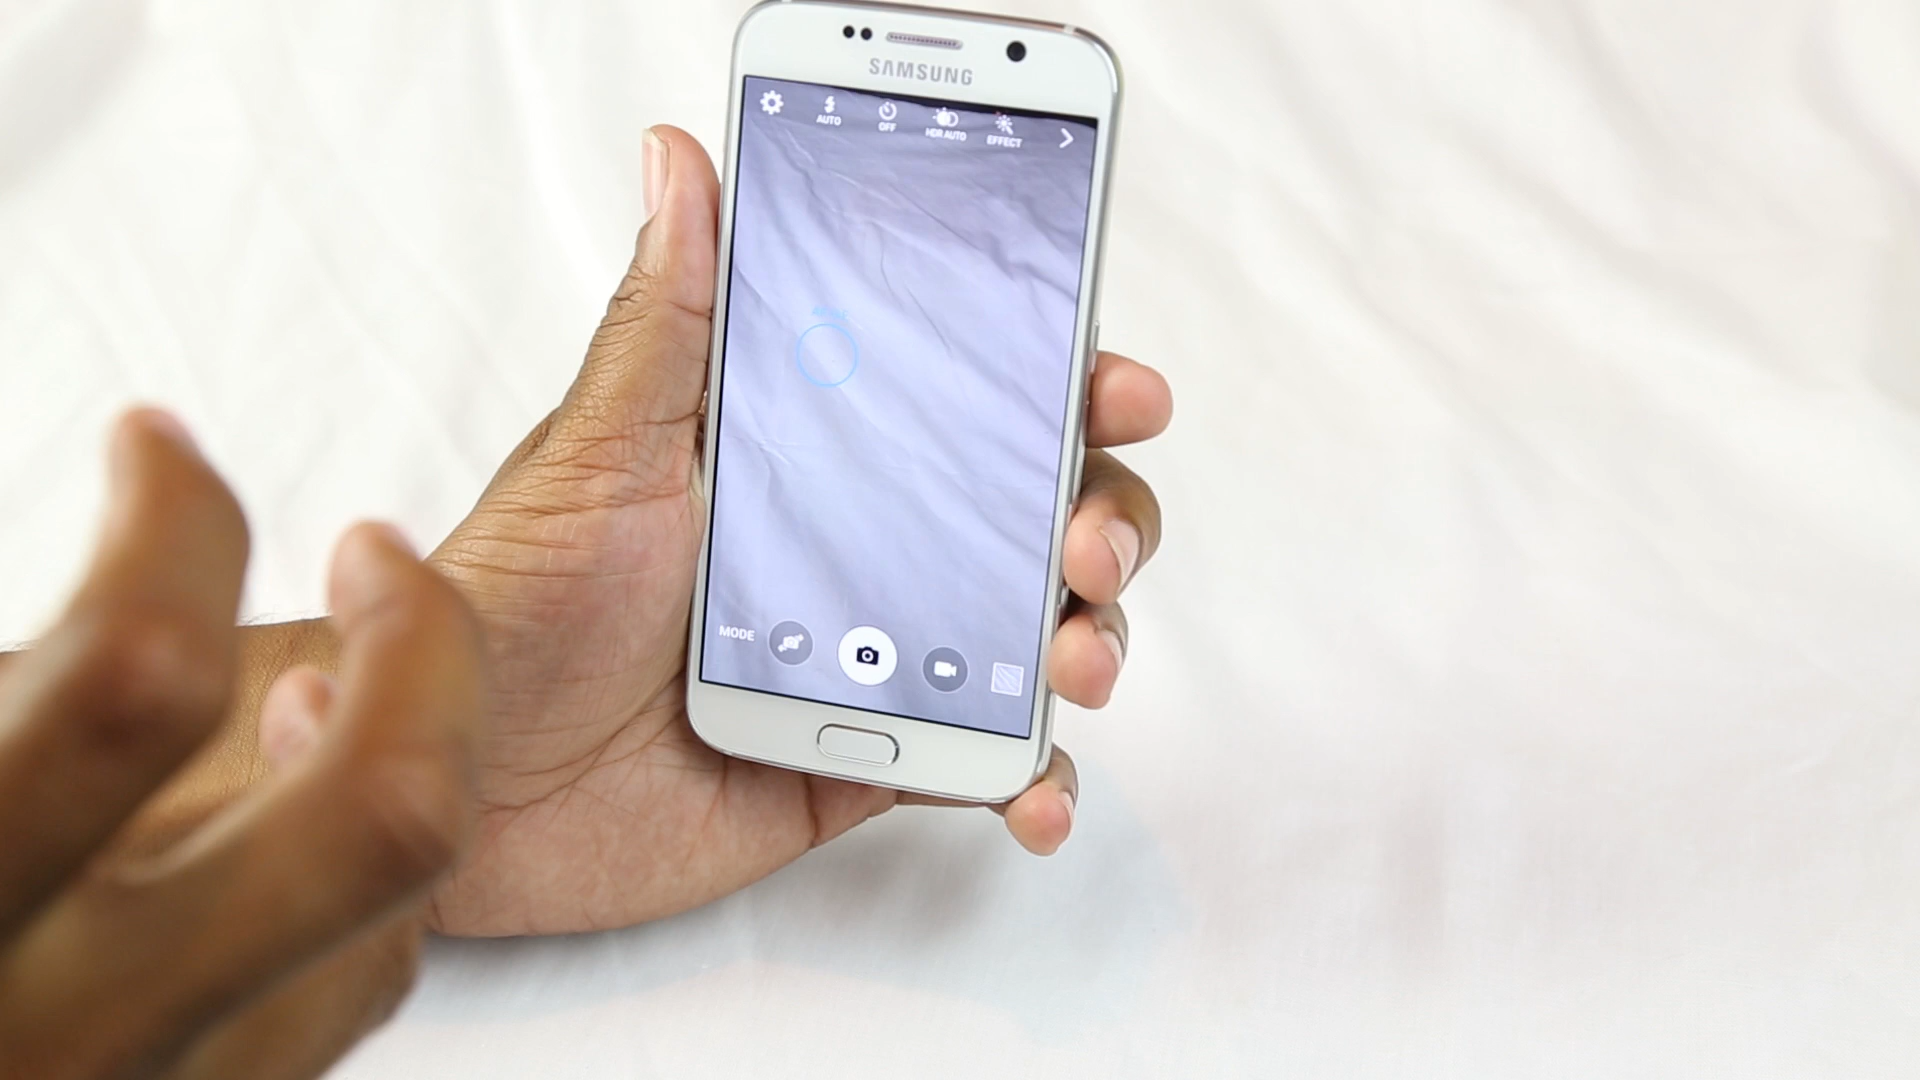 SAMSUNG
AUTO
OFF
HDR AUTO
EFFECT
MODE